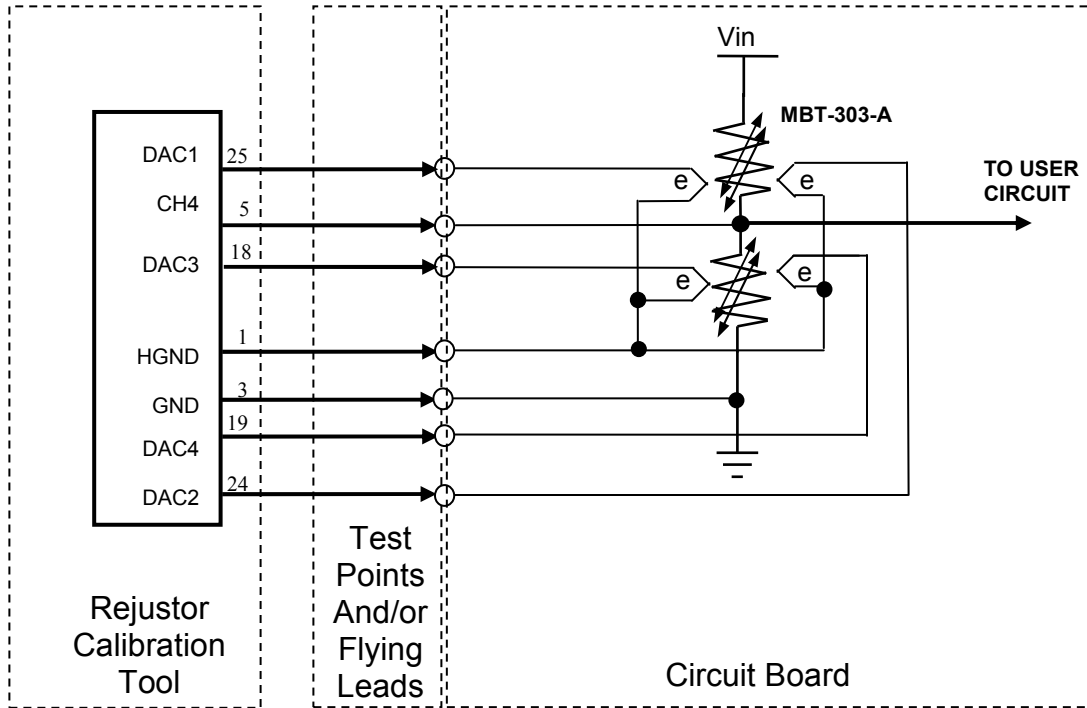 Vin
MBT-303-A
DAC1
25
e
e
TO USER
CIRCUIT
CH4
5
DAC3
18
e
e
HGND
1
GND
3
DAC4
19
DAC2
24
Rejustor
Calibration
Tool
Test
Points
And/or
Flying
Leads
Circuit Board